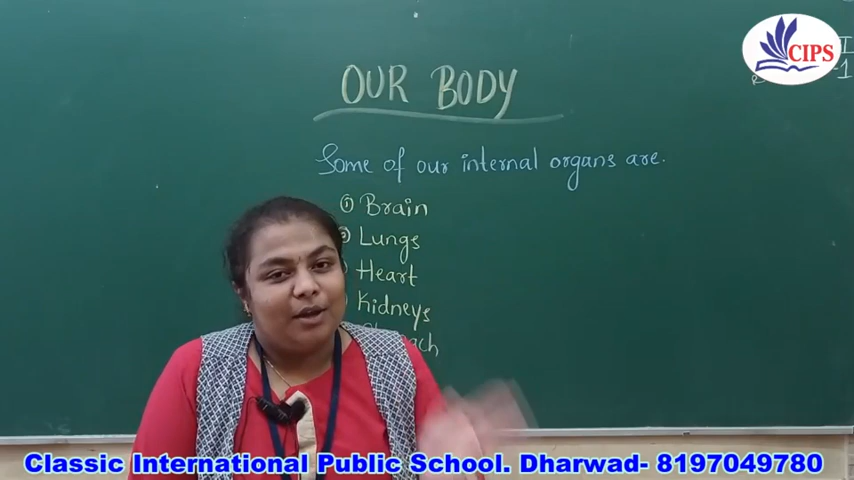 CIPS
OUR BODY
Some of our internal organs are.
① Brain
② Lungs
Heart
Kidneys
Classic International Public School. Dharwad- 8197049780